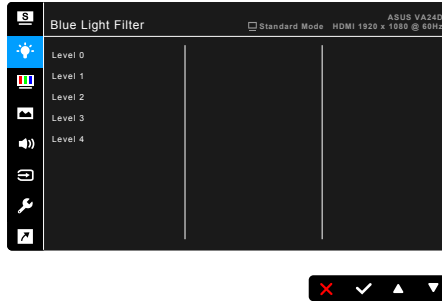 S
Blue Light Filter
ASUS VA24D
Standard Mode HDMI 1920 x 1080 @ 60Hz
Level 0
Level 1
Level 2
Level 3
Level 4